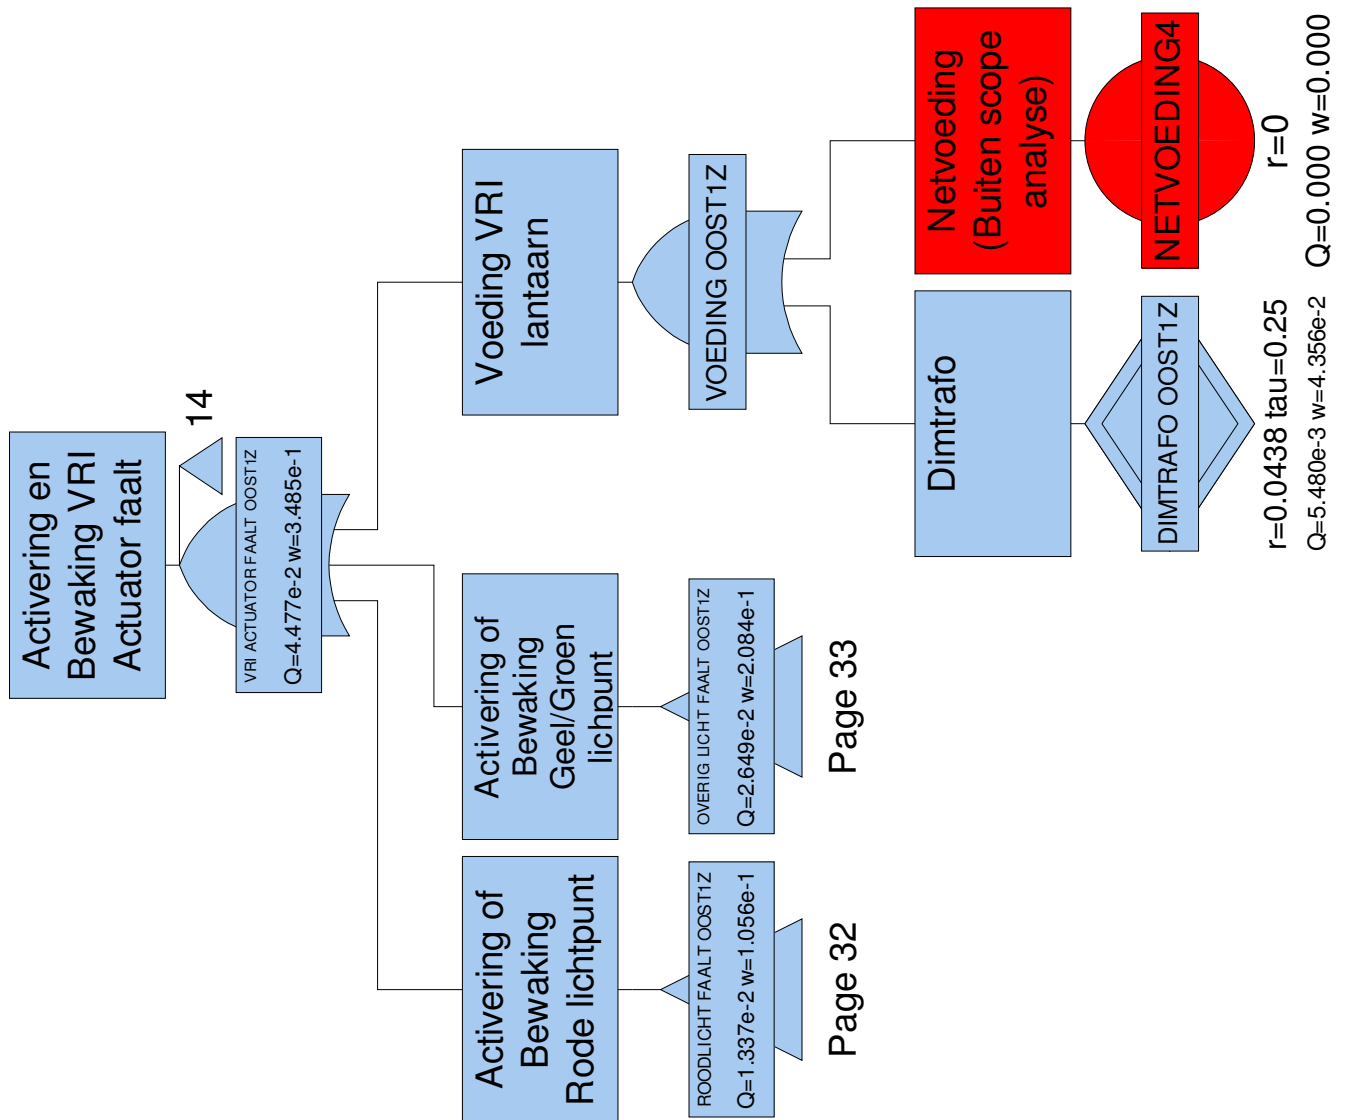 Activering en
Bewaking VRI
Actuator faalt
14
VRI ACTUATOR FAALT OOST1Z
Q=4.477e-2 w=3.485e-1
Activering of
Bewaking
Rode lichtpunt
ROODLICHT FAALT OOST1Z
Q=1.337e-2 w=1.056e-1
Page 32
Activering of
Bewaking
Geel/Groen
lichpunt
OVERIG LICHT FAALT OOST1Z
Q=2.649e-2 w=2.084e-1
Page 33
Voeding VRI
lantaarn
VOEDING OOST1Z
Dimtrafo
DIMTRAFO OOST1Z
r=0.0438 tau=0.25
Q=5.480e-3 w=4.356e-2
Netvoeding
(Buiten scope
analyse)
NETVOEDING4
r=0
Q=0.000 w=0.000